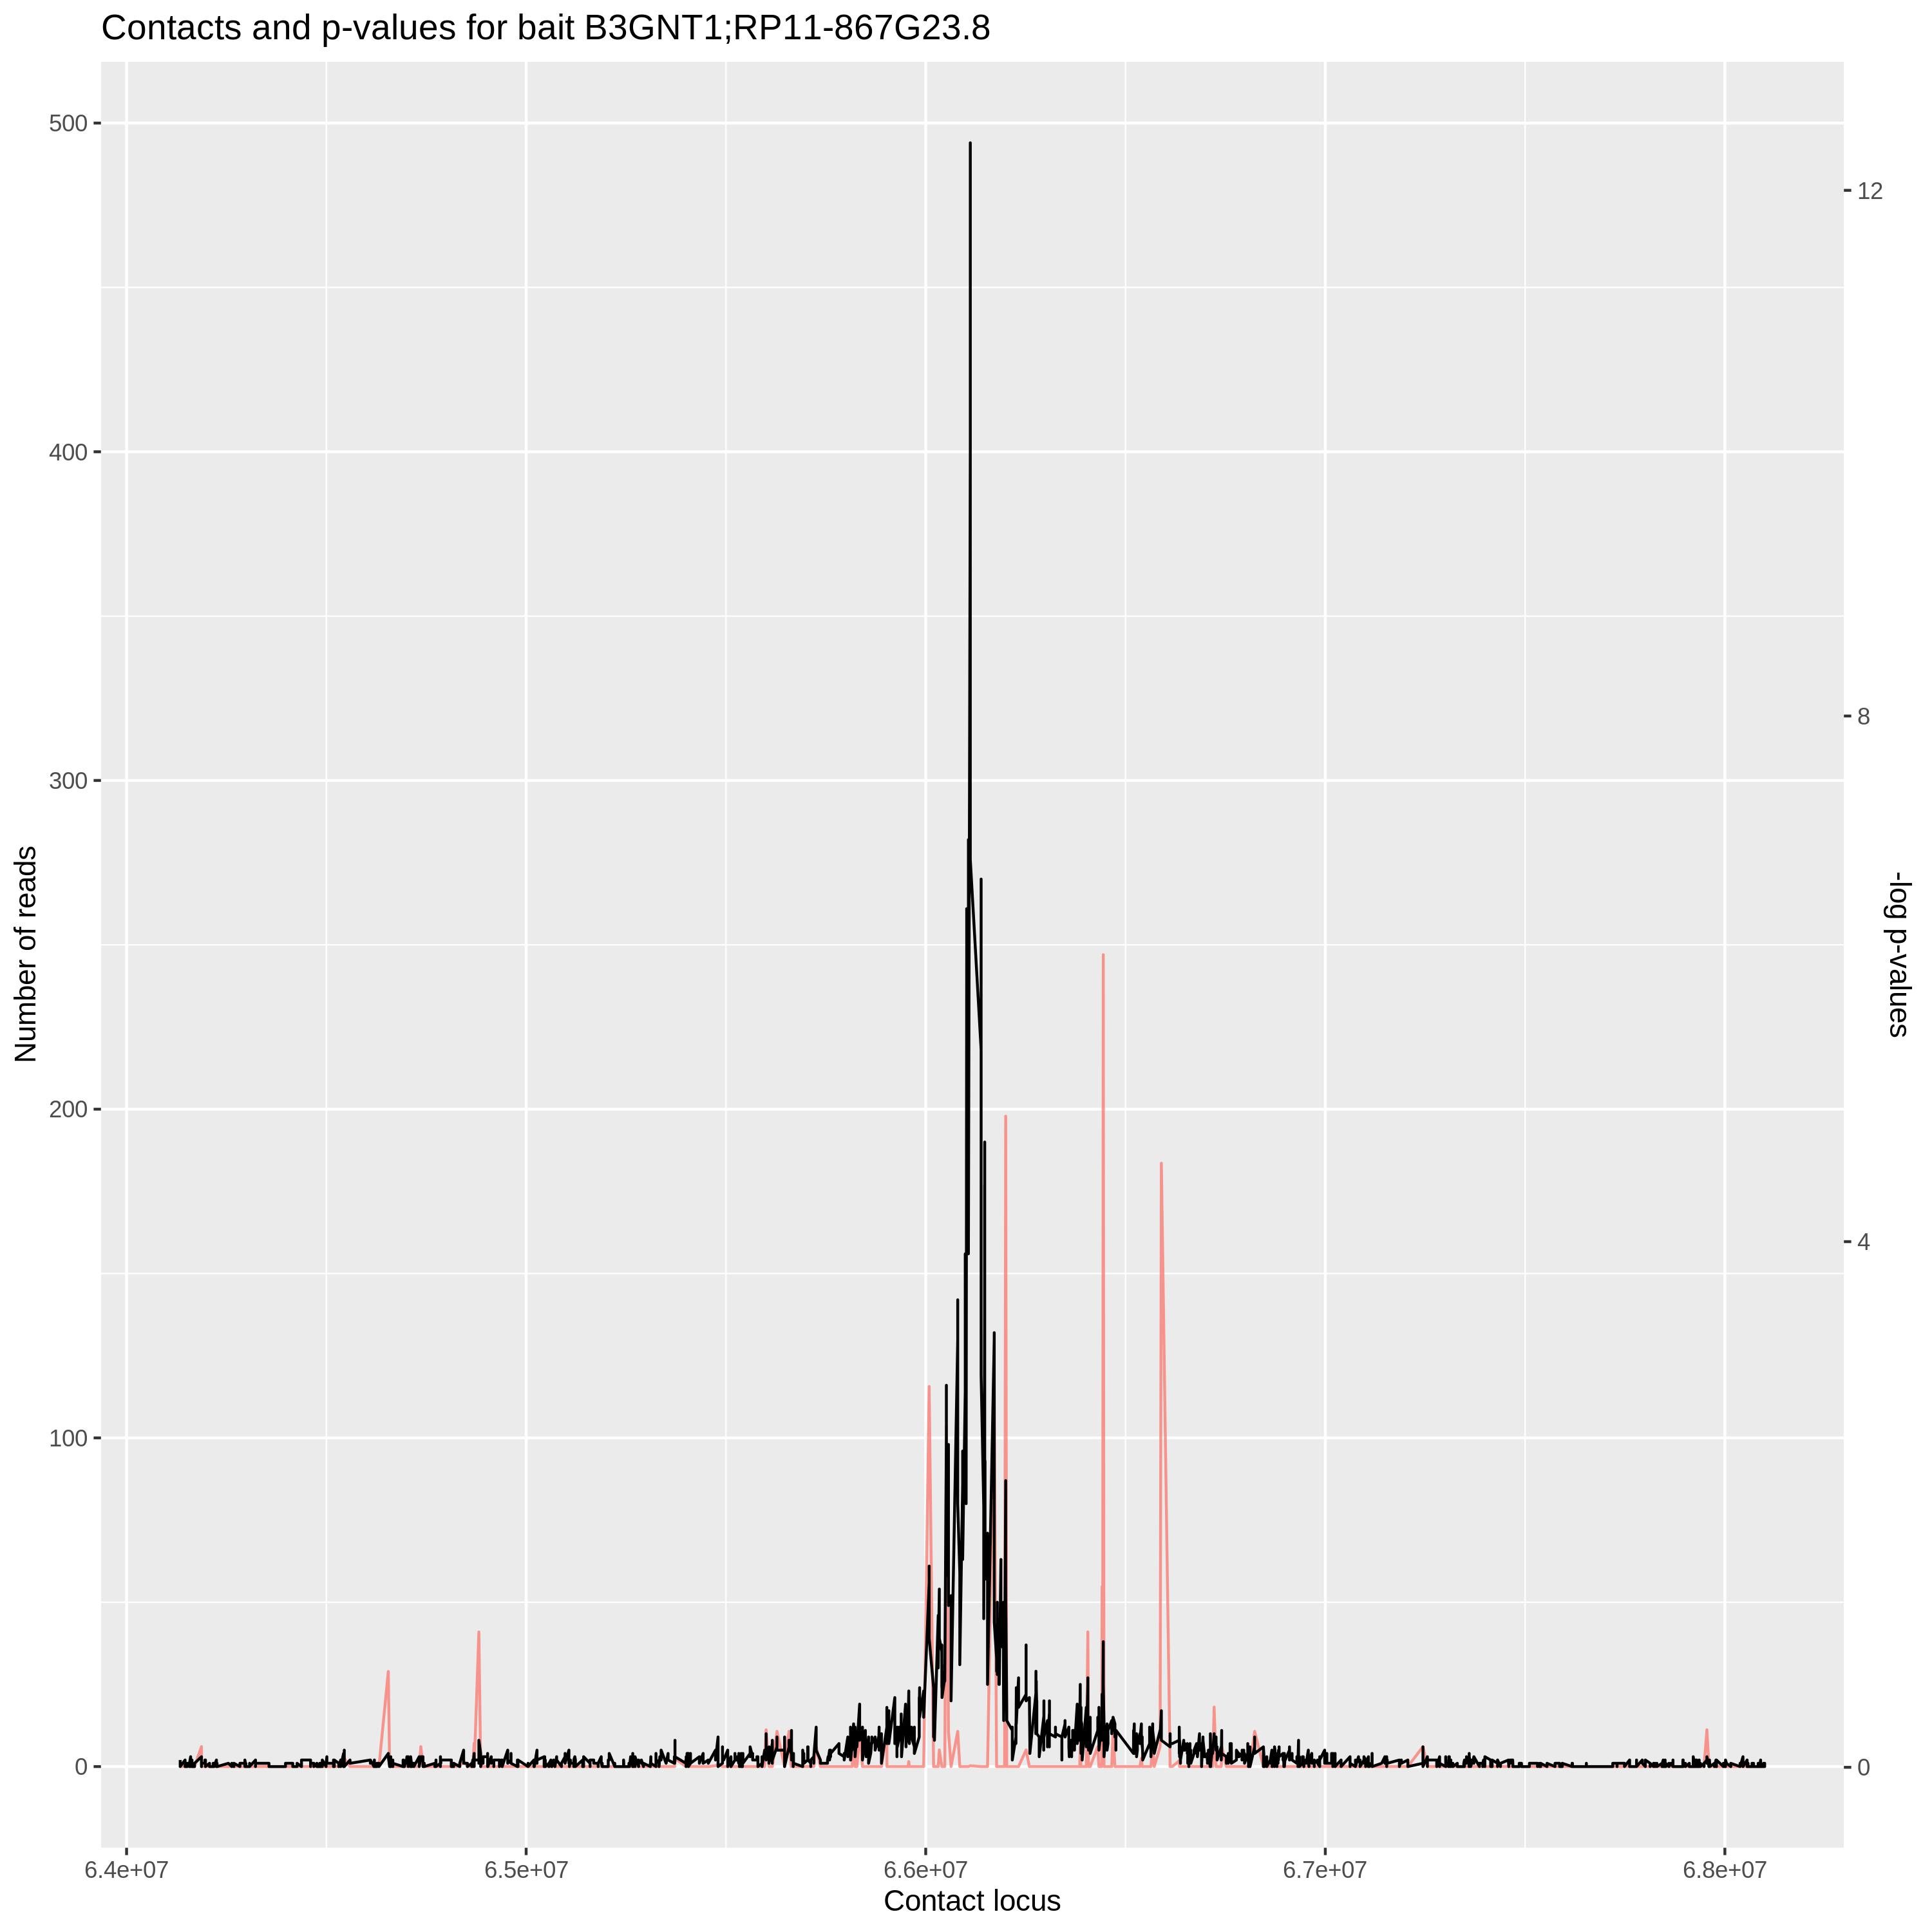 Contacts and p-values for bait B3GNT1;RP11-867G23.8
500
400
300
200
100
0
Number of reads
12
8
4
0
-log p-values
6.4e+07 6.5e+07 6.6e+07 6.7e+07 6.8e+07
Contact locus